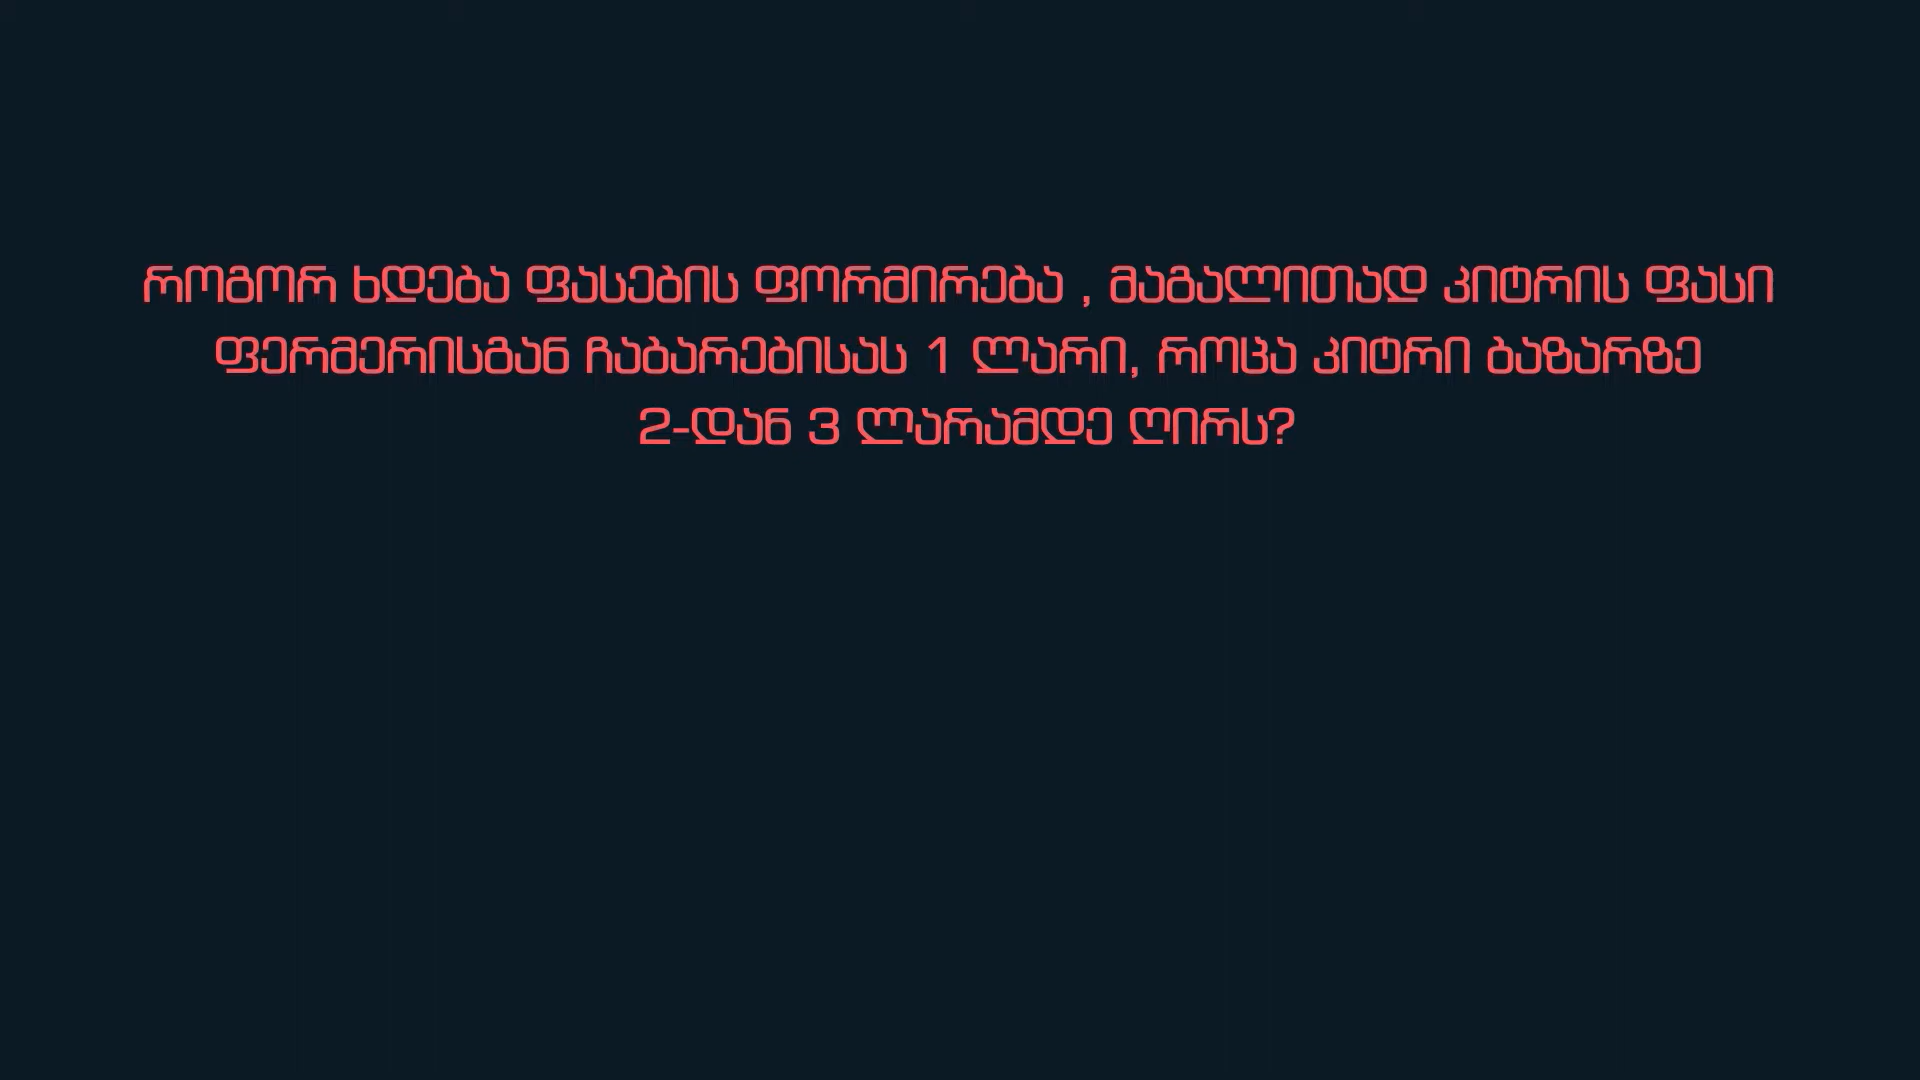 როგორ ხდება ფასების ფორმირება , მაგალითად კიტრის ფასი
ფერმერისგან ჩაბარებისას 1 ლარი, როცა კიტრი ბაზარზე
2-დან 3 ლარამდე ღირს?